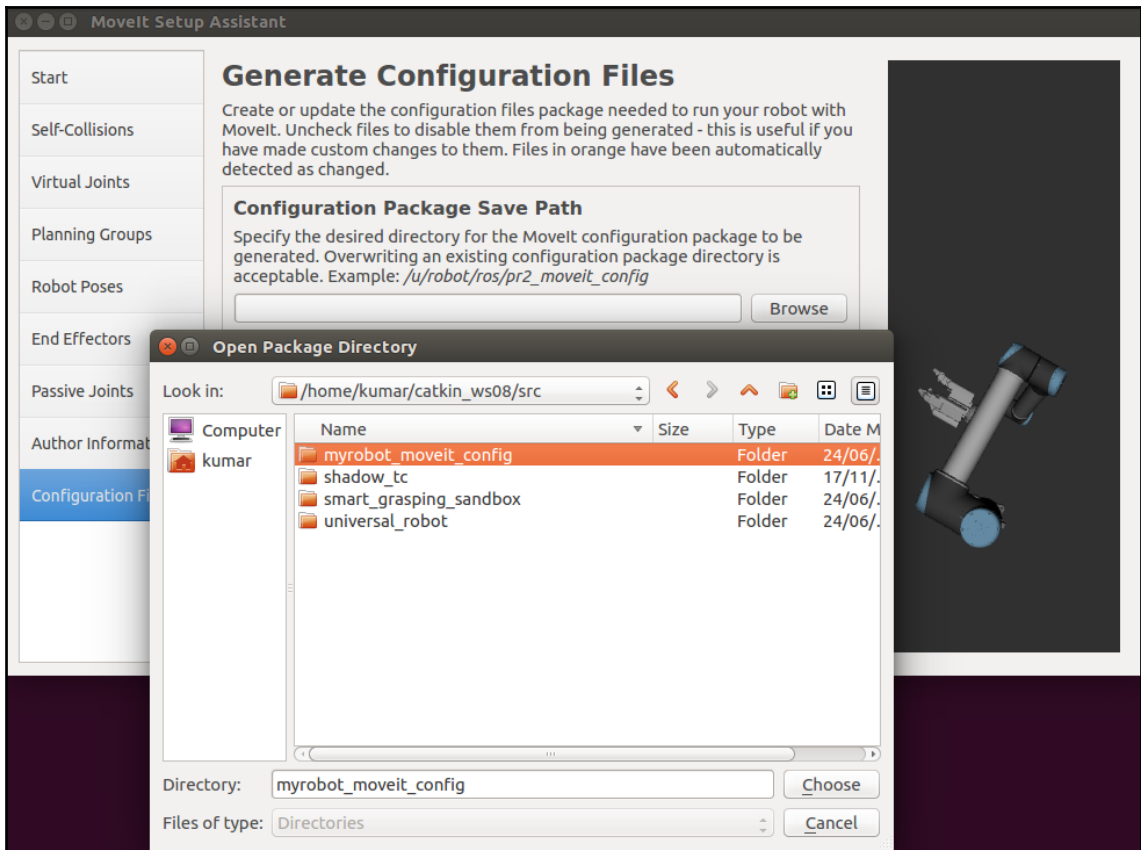 MoveIt Setup Assistant
Start
Self-Collisions
Virtual Joints
Planning Groups
Robot Poses
End Effectors
Passive Joints
Author Informat
Configuration Fi
Generate Configuration Files
Create or update the configuration files package needed to run your robot with
MoveIt. Uncheck files to disable them from being generated - this is useful if you
have made custom changes to them. Files in orange have been automatically
detected as changed.
Configuration Package Save Path
Specify the desired directory for the MoveIt configuration package to be
generated. Overwriting an existing configuration package directory is
acceptable. Example: /u/robot/ros/pr2_moveit_config
Browse
Open Package Directory
Look in: /home/kumar/catkin_ws08/src
Computer
kumar
Name Size Type Date M
myrobot_moveit_config Folder 24/06/.
shadow_tc Folder 17/11/.
smart_grasping_sandbox Folder 24/06/.
universal_robot Folder 24/06/.
Directory: myrobot_moveit_config Choose
Files of type: Directories Cancel